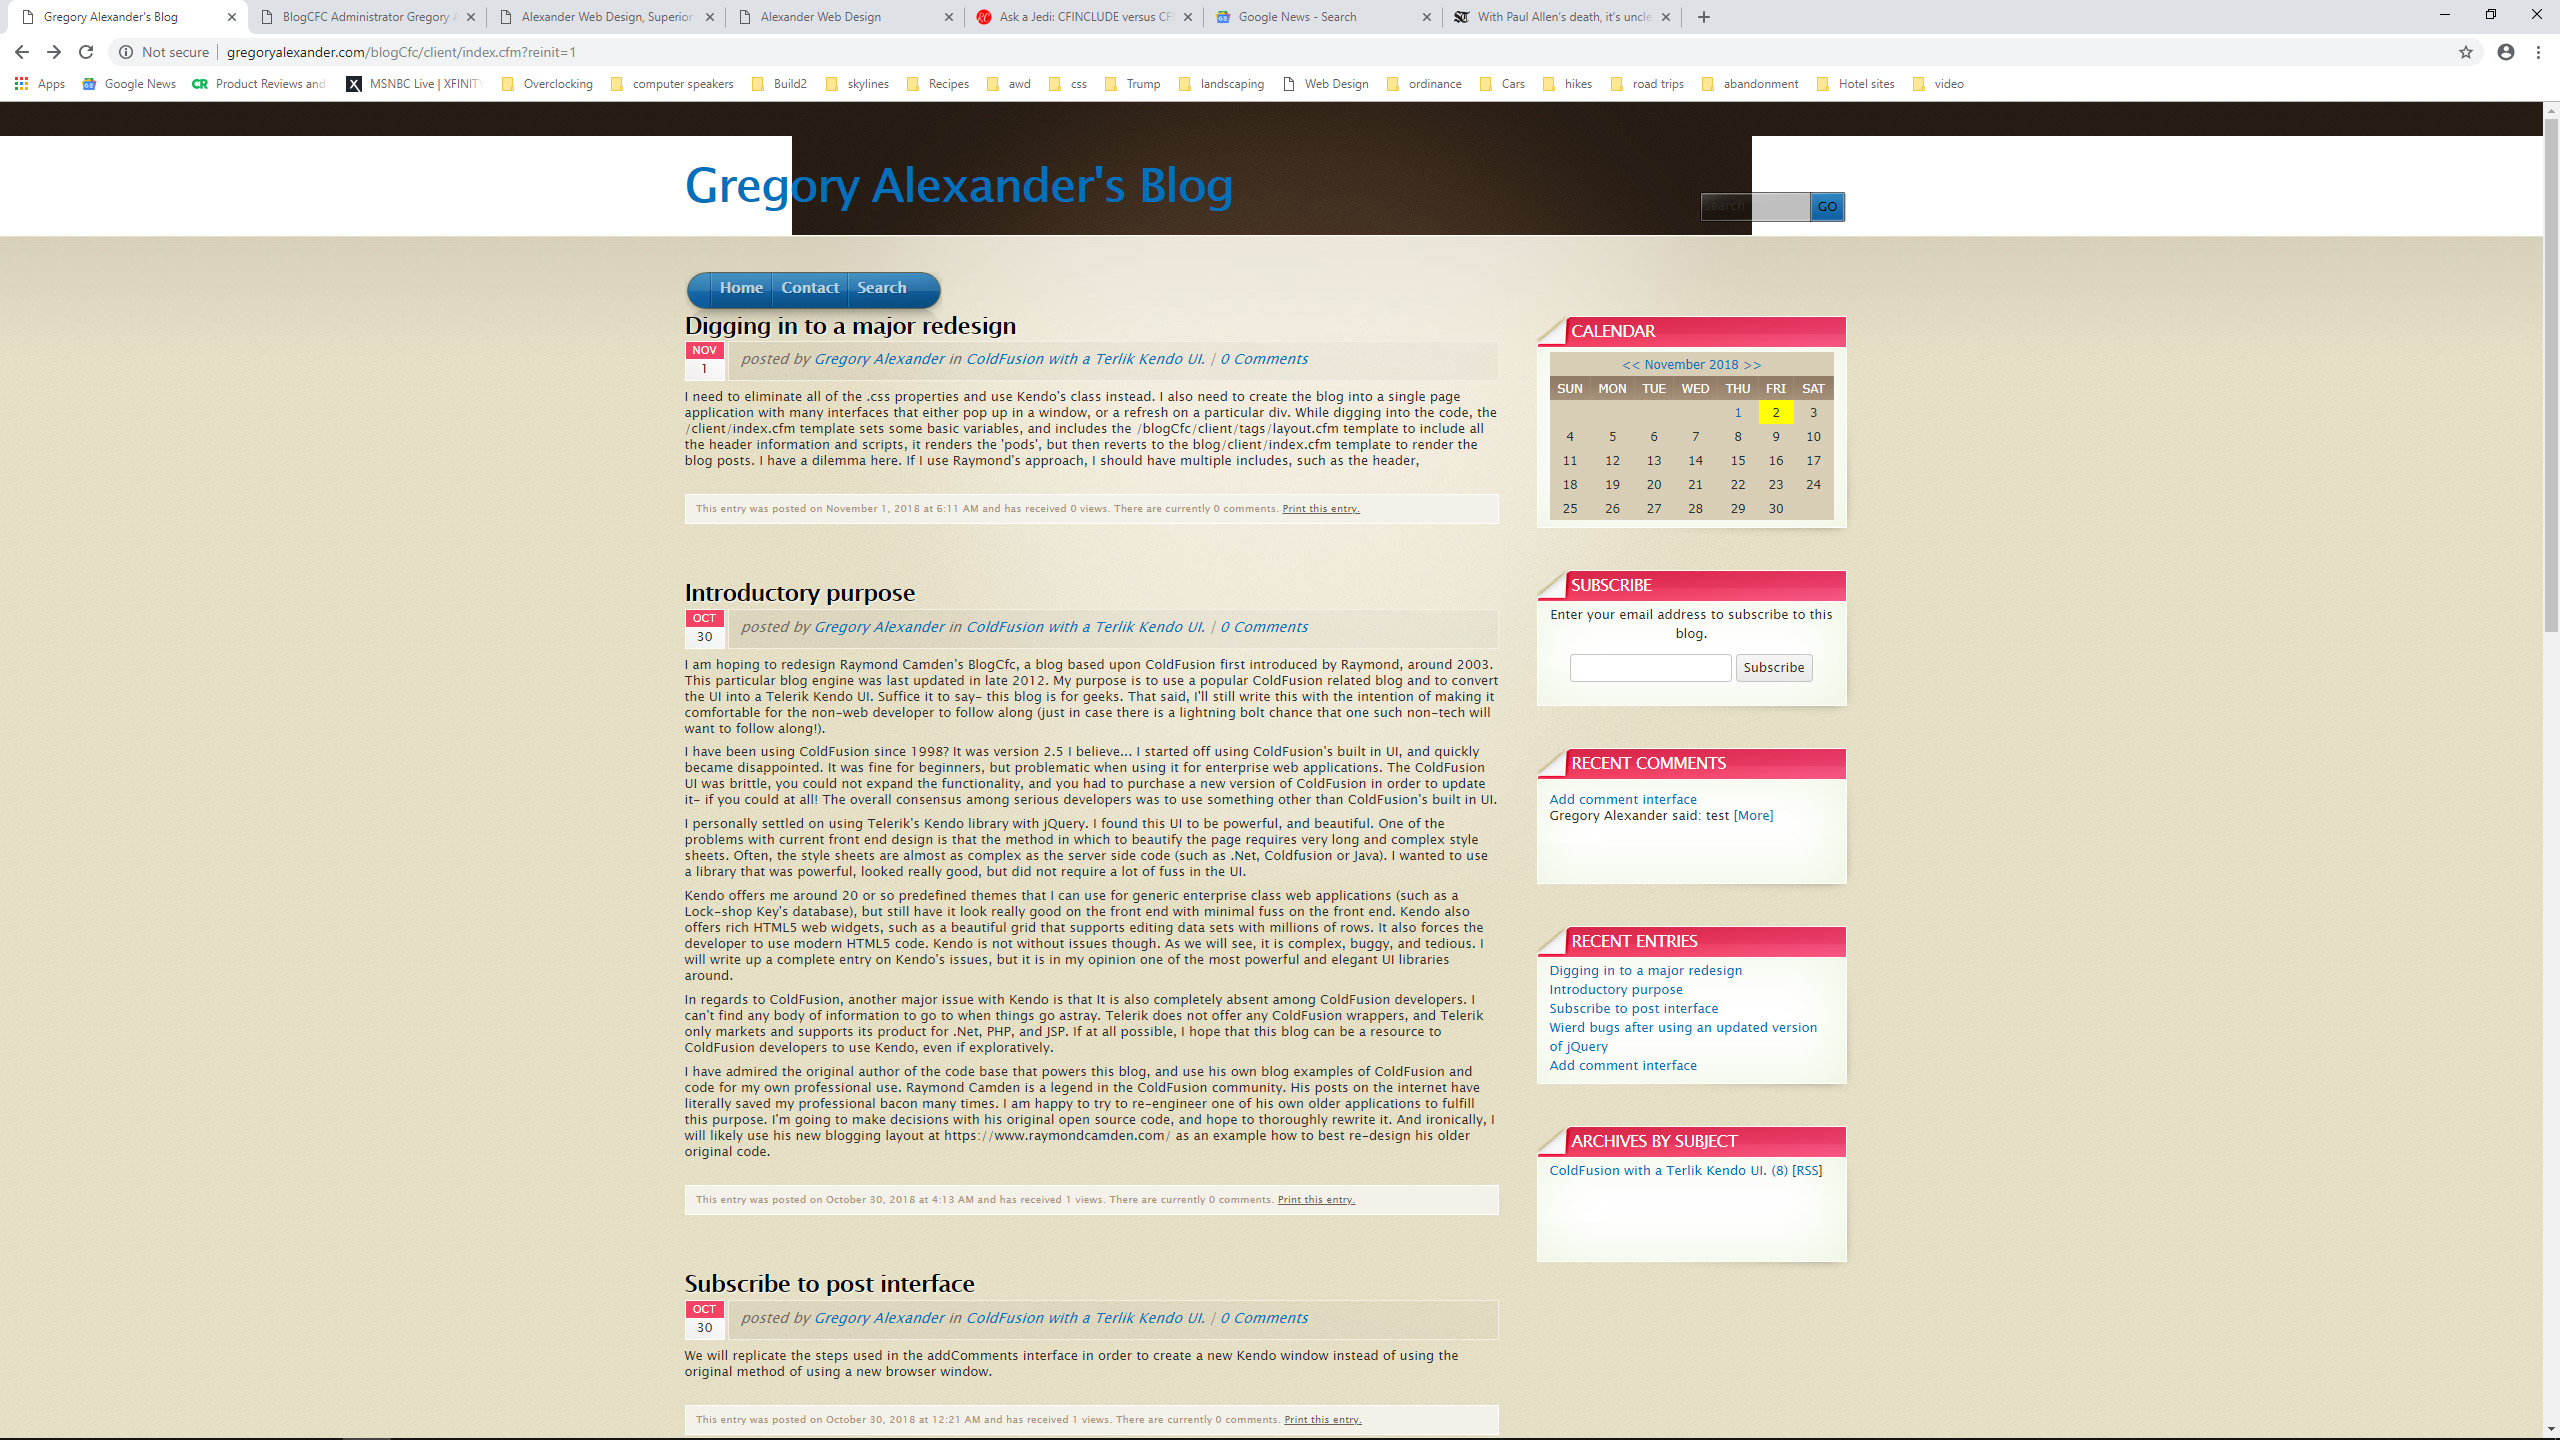 Gregory Alexander's Blog
BlogCFC Administrator Gregory
Alexander Web Design, Superior
Alexander Web Design
Ask a Jedi: CFINCLUDE versus
Google News - Search
With Paul Allen's death, it's
Not secure
gregoryalexander.com/blogCfc/client/index.cfm?reinit=1
Apps
Google News
Product Reviews and
MSNBC Live | XFINITY
Overclocking
computer speakers
Build2
skylines
Recipes
awd
css
Trump
landscaping
Web Design
ordinance
Cars
hikes
road trips
abandonment
Hotel sites
video
Gregory Alexander's Blog
Search GO
Home Contact Search
Digging in to a major redesign
NOV
1
posted by Gregory Alexander in ColdFusion with a Terlik Kendo UI. | 0 Comments
I need to eliminate all of the .css properties and use Kendo's class instead. I also need to create the blog into a single page
application with many interfaces that either pop up in a window, or a refresh on a particular div. While digging into the code, the
/client/index.cfm template sets some basic variables, and includes the /blogCfc/client/tags/layout.cfm template to include all
the header information and scripts, it renders the 'pods', but then reverts to the blog/client/index.cfm template to render the
blog posts. I have a dilemma here. If I use Raymond's approach, I should have multiple includes, such as the header,
This entry was posted on November 1, 2018 at 6:11 AM and has received 0 views. There are currently 0 comments. Print this entry.
Introductory purpose
OCT
30
posted by Gregory Alexander in ColdFusion with a Terlik Kendo UI. | 0 Comments
I am hoping to redesign Raymond Camden's BlogCfc, a blog based upon ColdFusion first introduced by Raymond, around 2003.
This particular blog engine was last updated in late 2012. My purpose is to use a popular ColdFusion related blog and to convert
the UI into a Telerik Kendo UI. Suffice it to say- this blog is for geeks. That said, I'll still write this with the intention of making it
comfortable for the non-web developer to follow along (just in case there is a lightning bolt chance that one such non-tech will
want to follow along!).
I have been using ColdFusion since 1998? It was version 2.5 I believe... I started off using ColdFusion's built in UI, and quickly
became disappointed. It was fine for beginners, but problematic when using it for enterprise web applications. The ColdFusion
UI was brittle, you could not expand the functionality, and you had to purchase a new version of ColdFusion in order to update
it- if you could at all! The overall consensus among serious developers was to use something other than ColdFusion's built in UI.
I personally settled on using Telerik's Kendo library with jQuery. I found this UI to be powerful, and beautiful. One of the
problems with current front end design is that the method in which to beautify the page requires very long and complex style
sheets. Often, the style sheets are almost as complex as the server side code (such as .Net, Coldfusion or Java). I wanted to use
a library that was powerful, looked really good, but did not require a lot of fuss in the UI.
Kendo offers me around 20 or so predefined themes that I can use for generic enterprise class web applications (such as a
Lock-shop Key's database), but still have it look really good on the front end with minimal fuss on the front end. Kendo also
offers rich HTML5 web widgets, such as a beautiful grid that supports editing data sets with millions of rows. It also forces the
developer to use modern HTML5 code. Kendo is not without issues though. As we will see, it is complex, buggy, and tedious. I
will write up a complete entry on Kendo's issues, but it is in my opinion one of the most powerful and elegant UI libraries
around.
In regards to ColdFusion, another major issue with Kendo is that It is also completely absent among ColdFusion developers. I
can't find any body of information to go to when things go astray. Telerik does not offer any ColdFusion wrappers, and Telerik
only markets and supports its product for .Net, PHP, and JSP. If at all possible, I hope that this blog can be a resource to
ColdFusion developers to use Kendo, even if exploratively.
I have admired the original author of the code base that powers this blog, and use his own blog examples of ColdFusion and
code for my own professional use. Raymond Camden is a legend in the ColdFusion community. His posts on the internet have
literally saved my professional bacon many times. I am happy to try to re-engineer one of his own older applications to fulfill
this purpose. I'm going to make decisions with his original open source code, and hope to thoroughly rewrite it. And ironically, I
will likely use his new blogging layout at https://www.raymondcamden.com/ as an example how to best re-design his older
original code.
This entry was posted on October 30, 2018 at 4:13 AM and has received 1 views. There are currently 0 comments. Print this entry.
Subscribe to post interface
OCT
30
posted by Gregory Alexander in ColdFusion with a Terlik Kendo UI. | 0 Comments
We will replicate the steps used in the addComments interface in order to create a new Kendo window instead of using the
original method of using a new browser window.
This entry was posted on October 30, 2018 at 12:21 AM and has received 1 views. There are currently 0 comments. Print this entry.
CALENDAR
<< November 2018 >>
SUN MON TUE WED THU FRI SAT
1 2 3
4 5 6 7 8 9 10
11 12 13 14 15 16 17
18 19 20 21 22 23 24
25 26 27 28 29 30
SUBSCRIBE
Enter your email address to subscribe to this
blog.
Subscribe
RECENT COMMENTS
Add comment interface
Gregory Alexander said: test [More]
RECENT ENTRIES
Digging in to a major redesign
Introductory purpose
Subscribe to post interface
Wierd bugs after using an updated version
of jQuery
Add comment interface
ARCHIVES BY SUBJECT
ColdFusion with a Terlik Kendo UI. (8) [RSS]